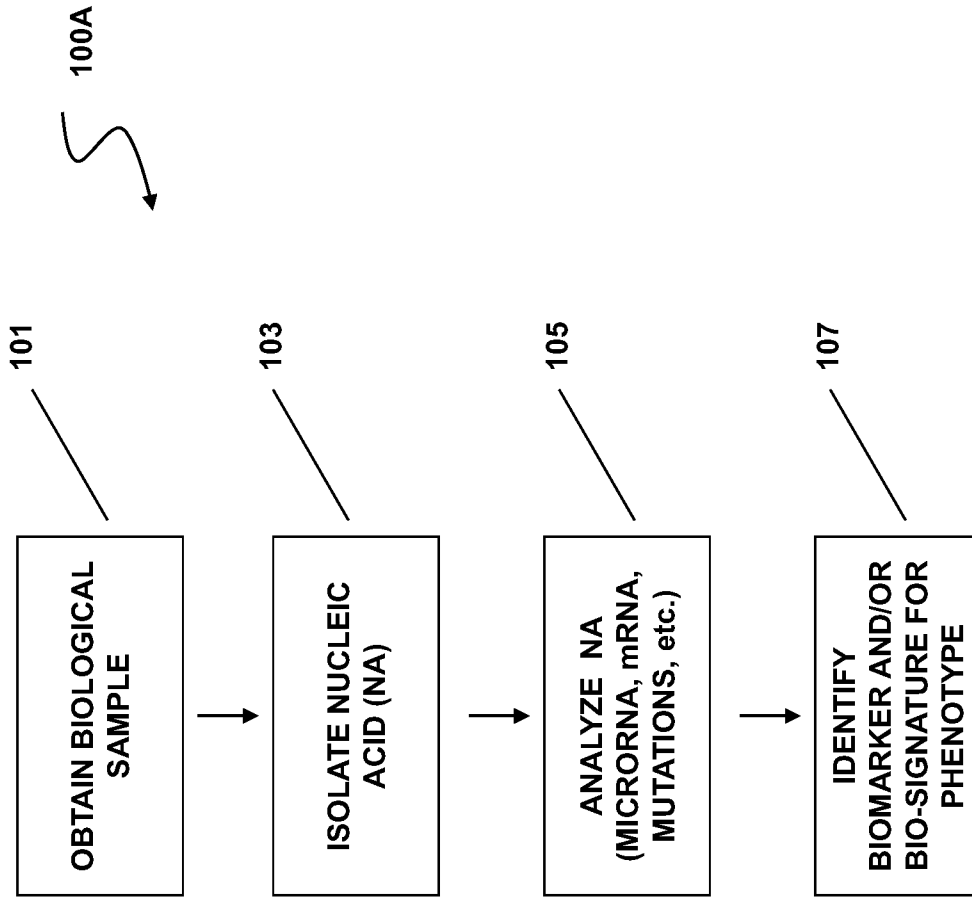 100A
101
OBTAIN BIOLOGICAL
SAMPLE
103
ISOLATE NUCLEIC
ACID (NA)
105
ANALYZE NA
(MICRORNA, mRNA,
MUTATIONS, etc.)
107
IDENTIFY
BIOMARKER AND/OR
BIO-SIGNATURE FOR
PHENOTYPE